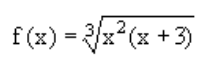 f (x) = ∛(x²(x + 3))